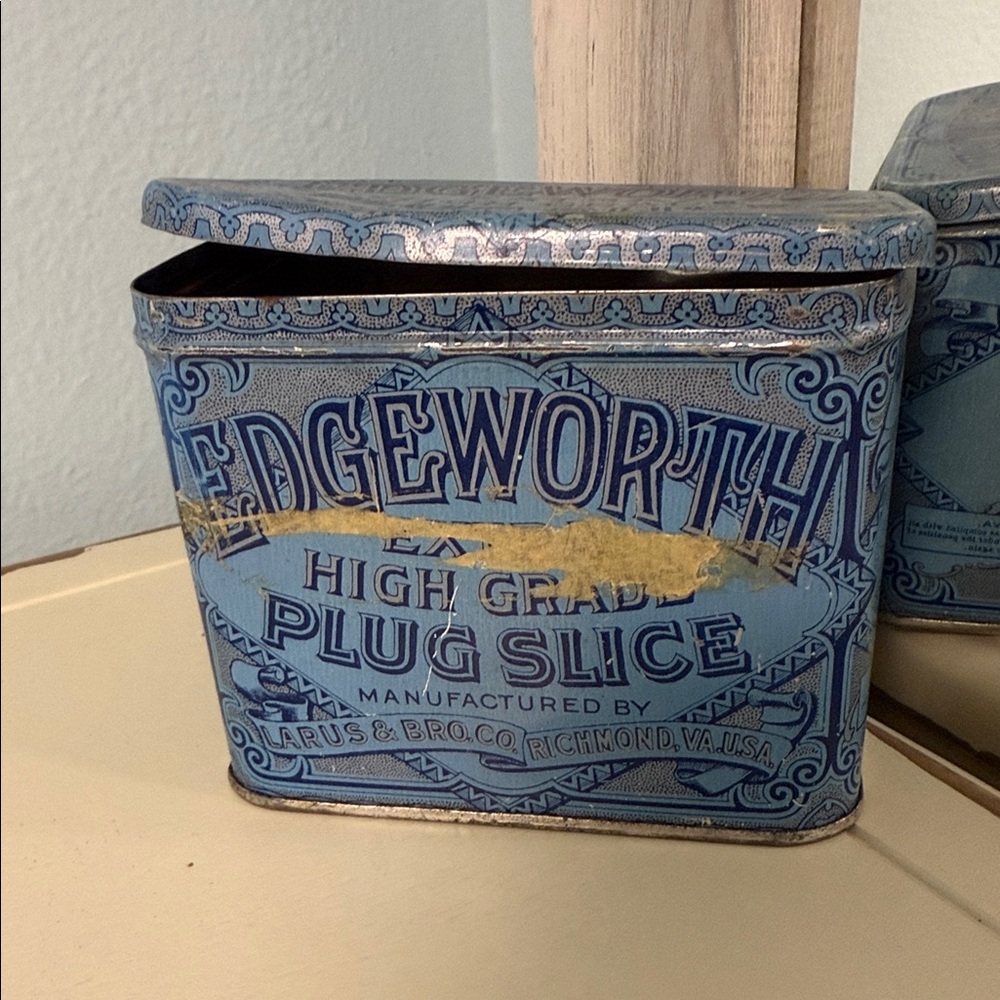 EDGEWORTH
HIGH GRADE
PLUG SLICE
MANUFACTURED BY
LARUS & BRO. CO. RICHMOND, VA. U.S.A.